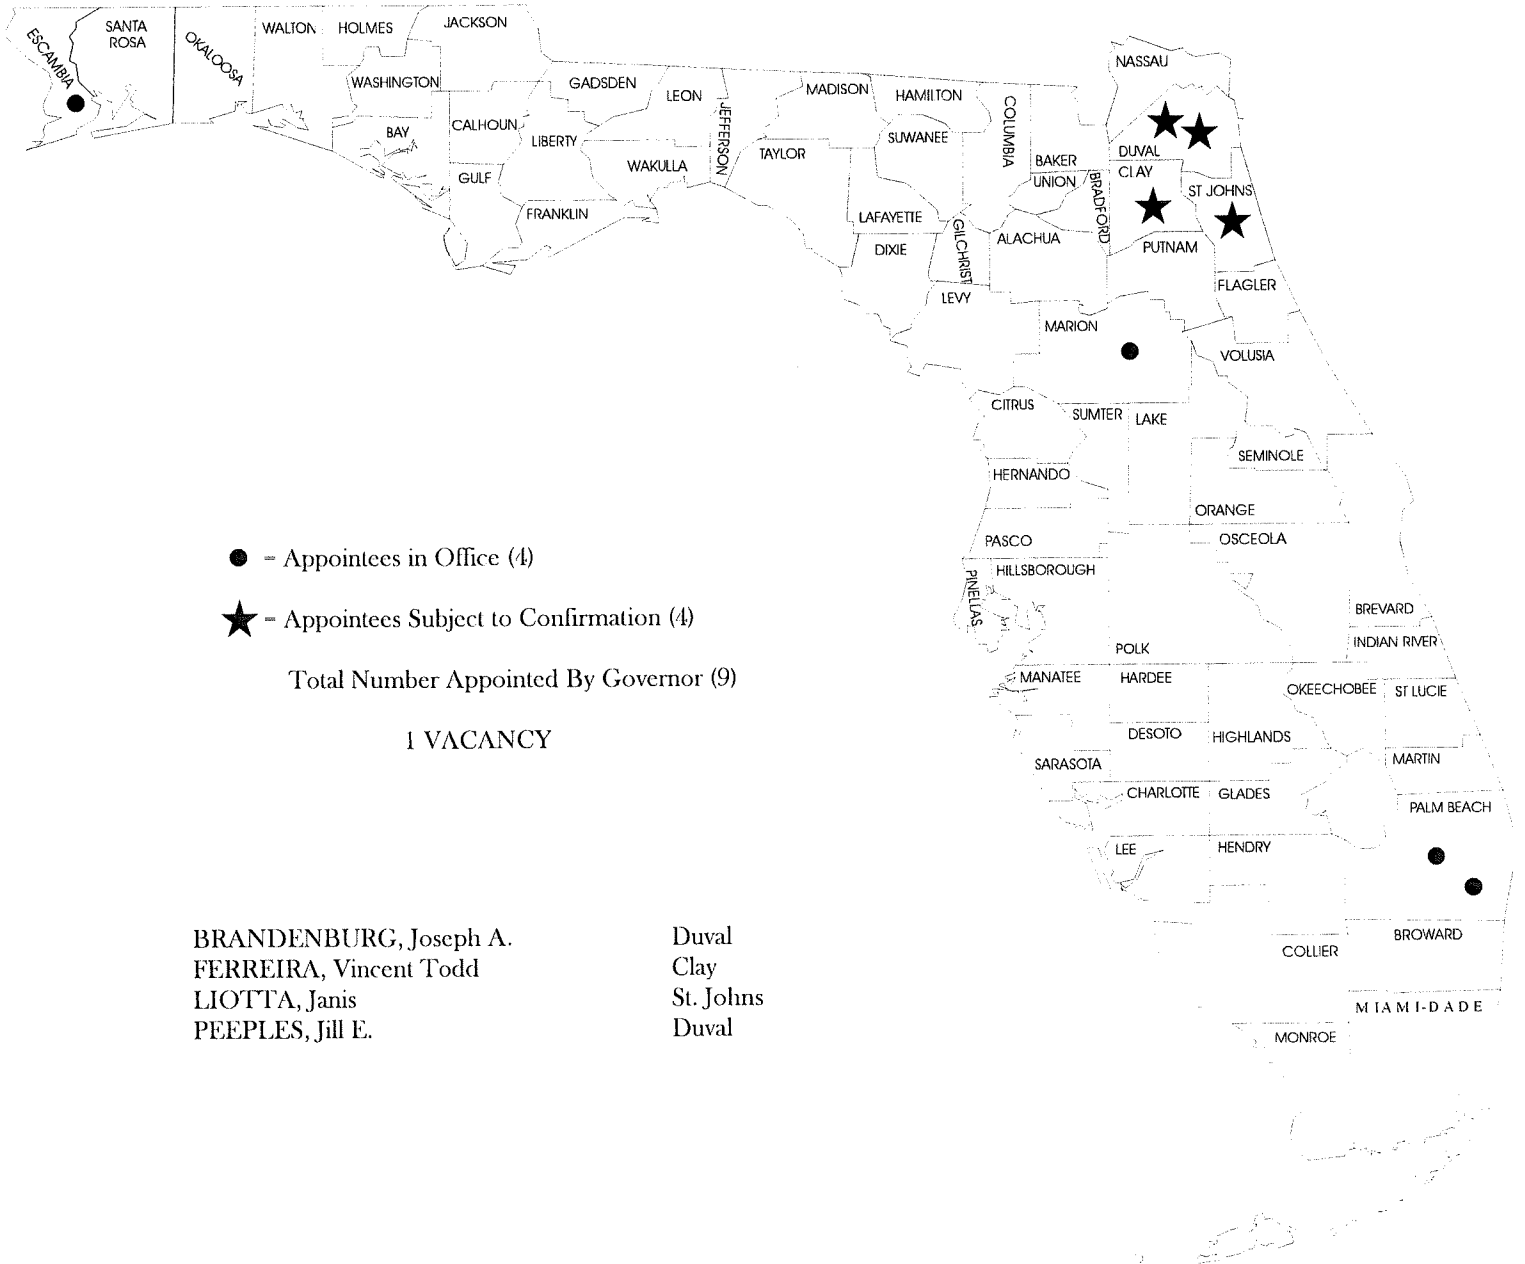 ESCAMBIA
SANTA
ROSA
OKALOOSA
WALTON
HOLMES
JACKSON
WASHINGTON
BAY
CALHOUN
GULF
GADSDEN
LIBERTY
FRANKLIN
LEON
WAKULLA
JEFFERSON
MADISON
TAYLOR
HAMILTON
SUWANEE
LAFAYETTE
DIXIE
COLUMBIA
GILCHRIST
BAKER
UNION
BRADFORD
ALACHUA
LEVY
NASSAU
DUVAL
CLAY
ST JOHNS
PUTNAM
FLAGLER
MARION
VOLUSIA
CITRUS
SUMTER
LAKE
SEMINOLE
HERNANDO
ORANGE
PASCO
OSCEOLA
HILLSBOROUGH
PINELLAS
BREVARD
INDIAN RIVER
POLK
MANATEE
HARDEE
OKEECHOBEE
ST LUCIE
DESOTO
HIGHLANDS
SARASOTA
MARTIN
CHARLOTTE
GLADES
PALM BEACH
LEE
HENDRY
BROWARD
COLLIER
MIAMI-DADE
MONROE
● = Appointees in Office (4)
★ = Appointees Subject to Confirmation (4)
Total Number Appointed By Governor (9)
1 VACANCY
BRANDENBURG, Joseph A. Duval
FERREIRA, Vincent Todd Clay
LIOTTA, Janis St. Johns
PEEPLES, Jill E. Duval